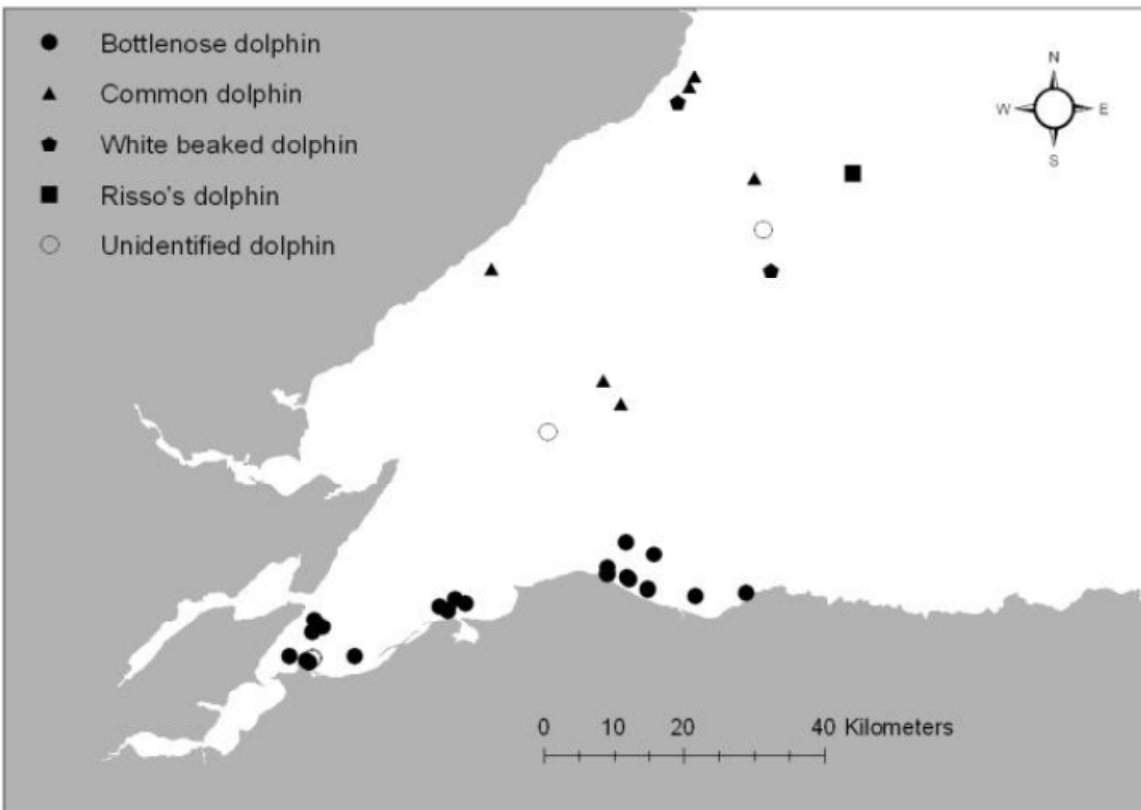 Bottlenose dolphin
Common dolphin
White beaked dolphin
Risso's dolphin
Unidentified dolphin
N
W E
S
0 10 20 40 Kilometers